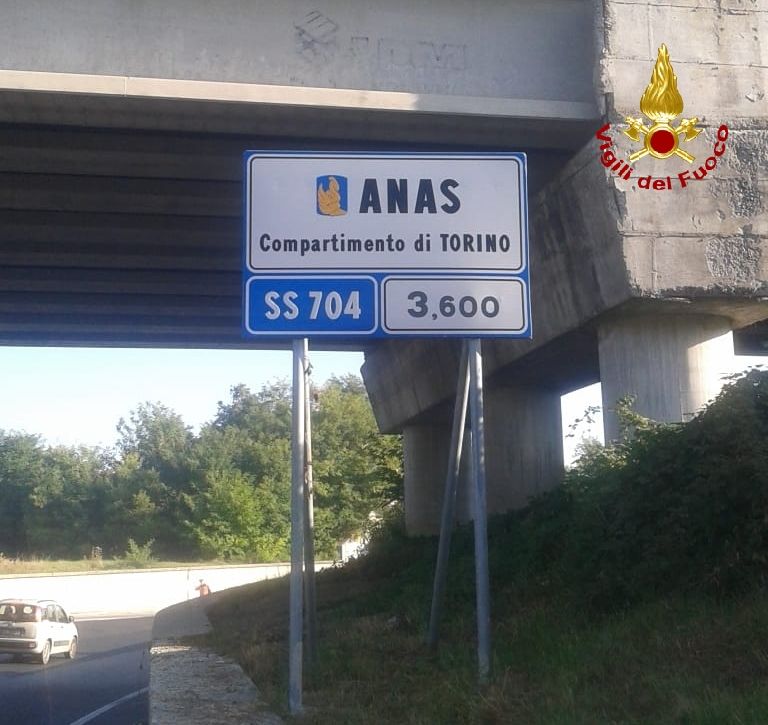 Vigili del Fuoco
ANAS
Compartimento di TORINO
SS 704
3,600